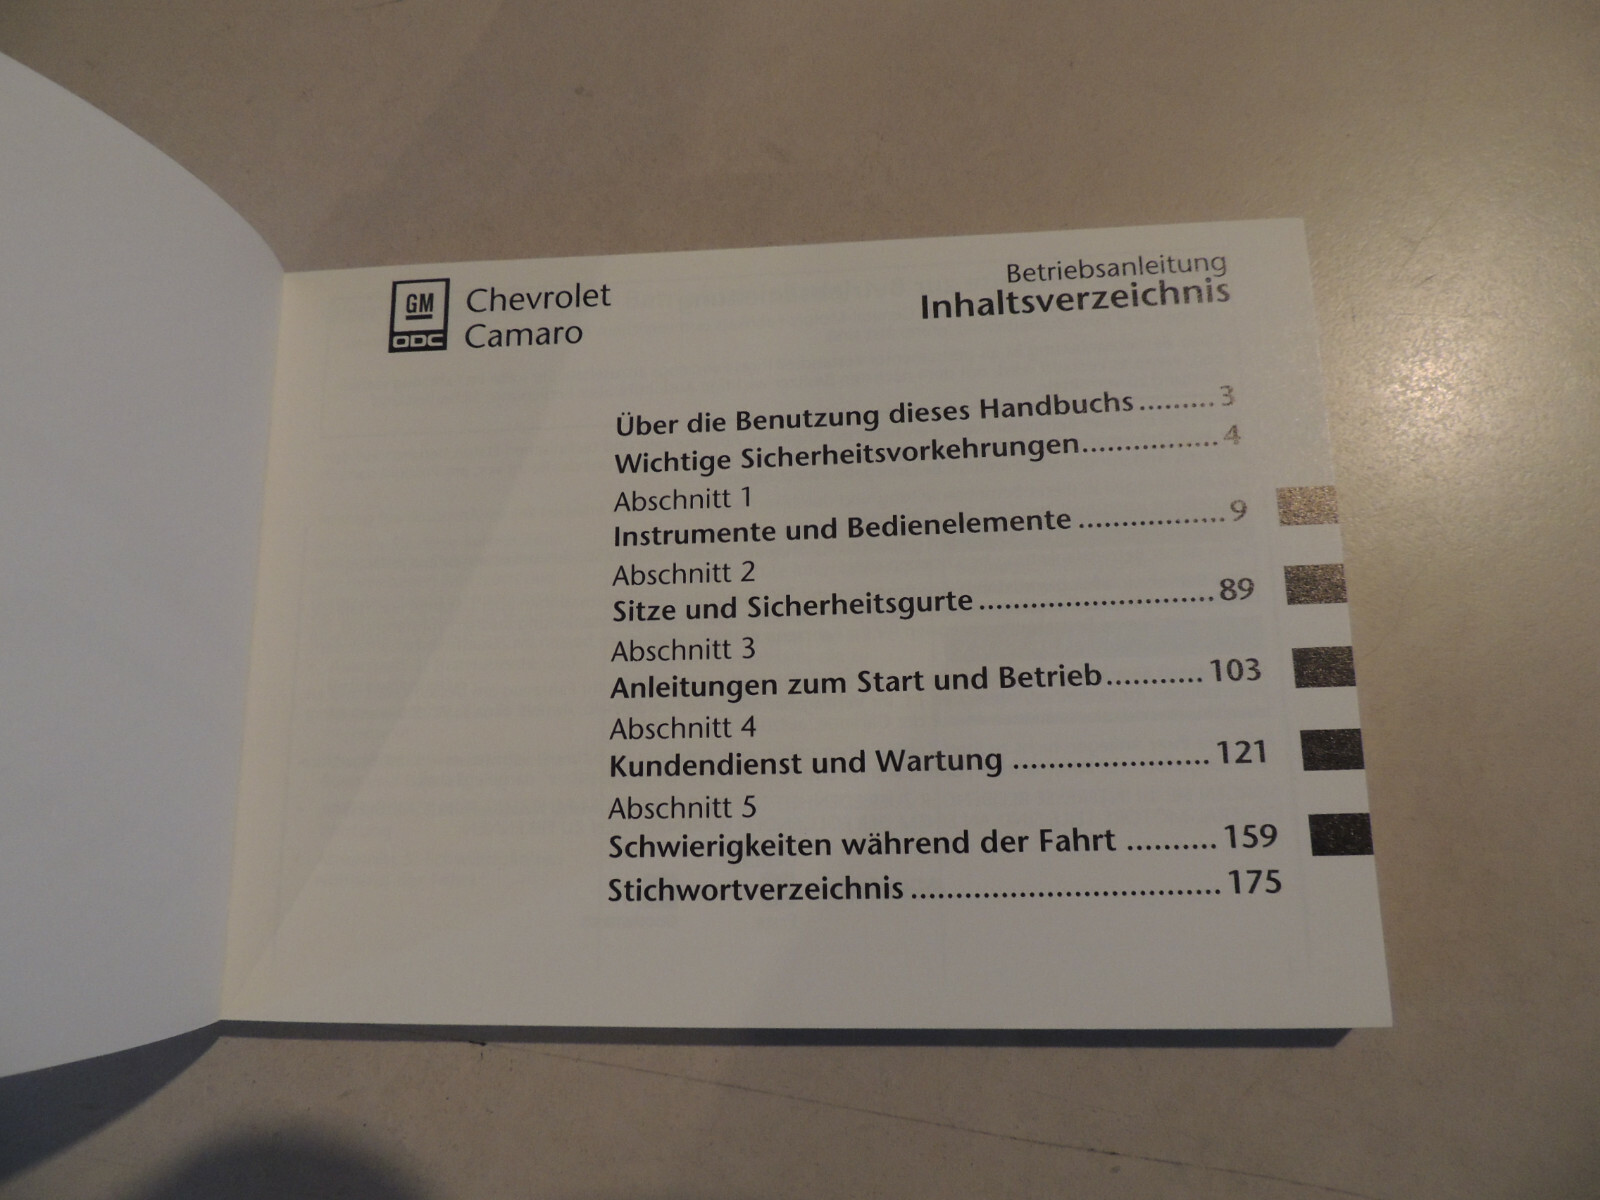 GM
ODC
Chevrolet
Camaro
Betriebsanleitung
Inhaltsverzeichnis
Über die Benutzung dieses Handbuchs.........3
Wichtige Sicherheitsvorkehrungen................4
Abschnitt 1
Instrumente und Bedienelemente.................9
Abschnitt 2
Sitze und Sicherheitsgurte...........................89
Abschnitt 3
Anleitungen zum Start und Betrieb...........103
Abschnitt 4
Kundendienst und Wartung ......................121
Abschnitt 5
Schwierigkeiten während der Fahrt ..........159
Stichwortverzeichnis.................................175